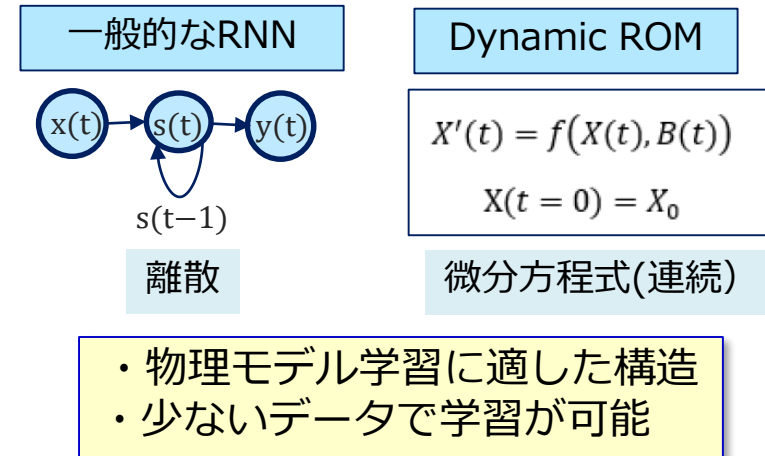 一般的なRNN
x(t) s(t) y(t)
s(t−1)
離散
Dynamic ROM
X′(t) = f(X(t), B(t))
X(t = 0) = X₀
微分方程式(連続）
・物理モデル学習に適した構造
・少ないデータで学習が可能